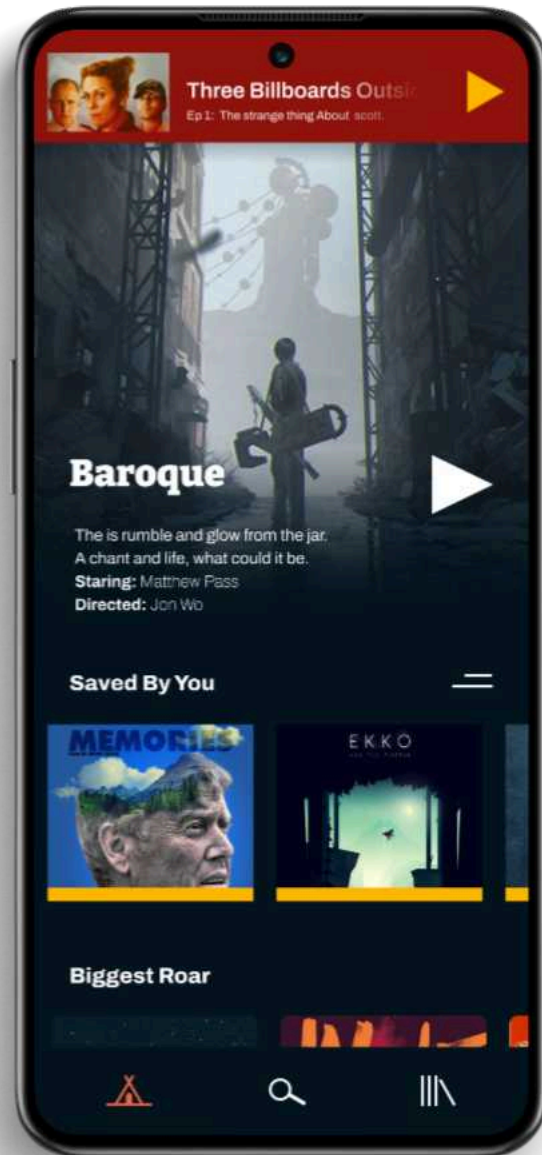 Three Billboards Outsi
Ep 1: The strange thing About scott.
Baroque
The is rumble and glow from the jar.
A chant and life, what could it be.
Staring: Matthew Pass
Directed: Jon Wo
Saved By You
MEMORIES
EKKO
Biggest Roar